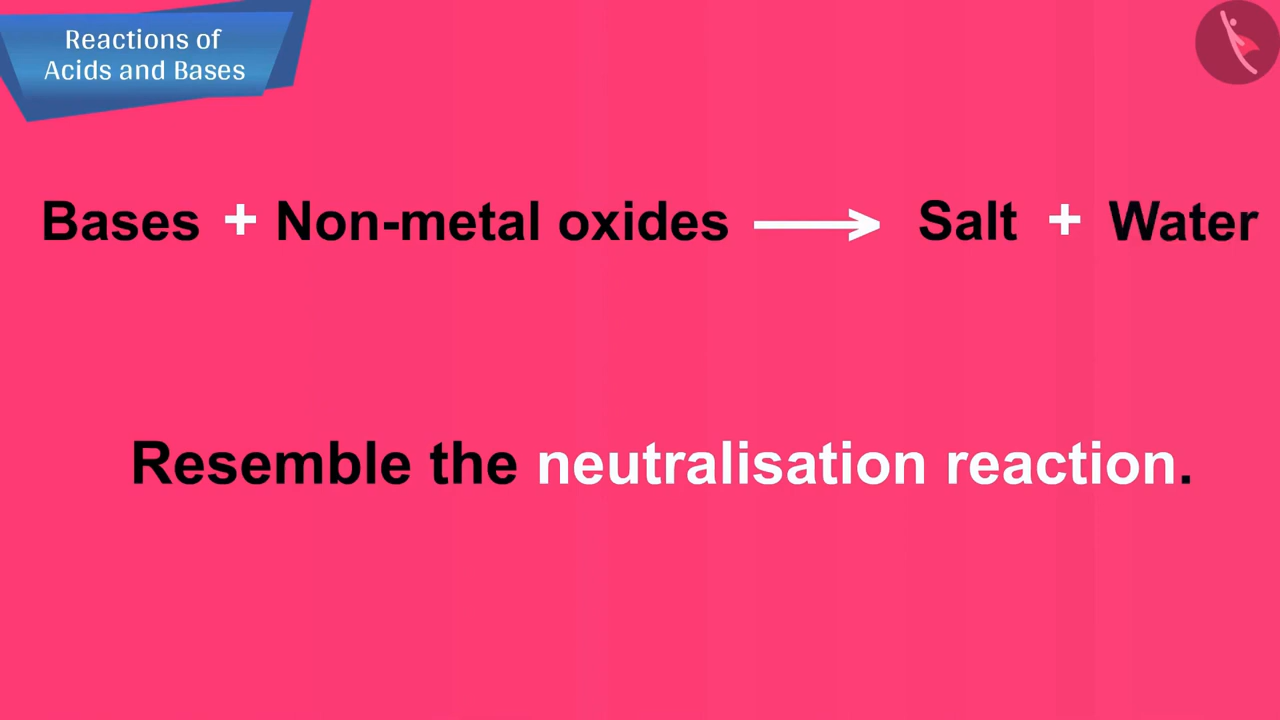 Reactions of
Acids and Bases
Bases + Non-metal oxides ⟶ Salt + Water
Resemble the neutralisation reaction.